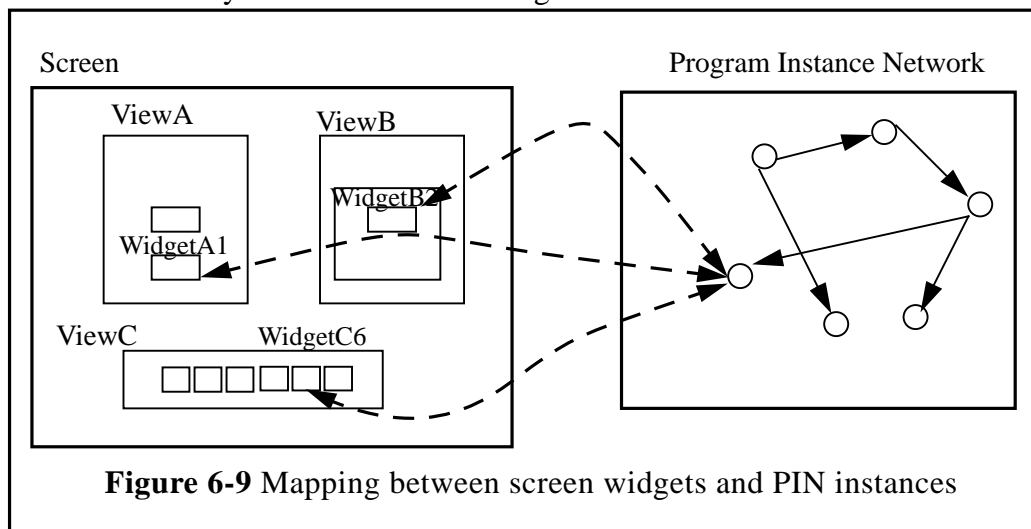 Screen
Program Instance Network
ViewA
ViewB
WidgetB2
WidgetA1
ViewC
WidgetC6
Figure 6-9 Mapping between screen widgets and PIN instances